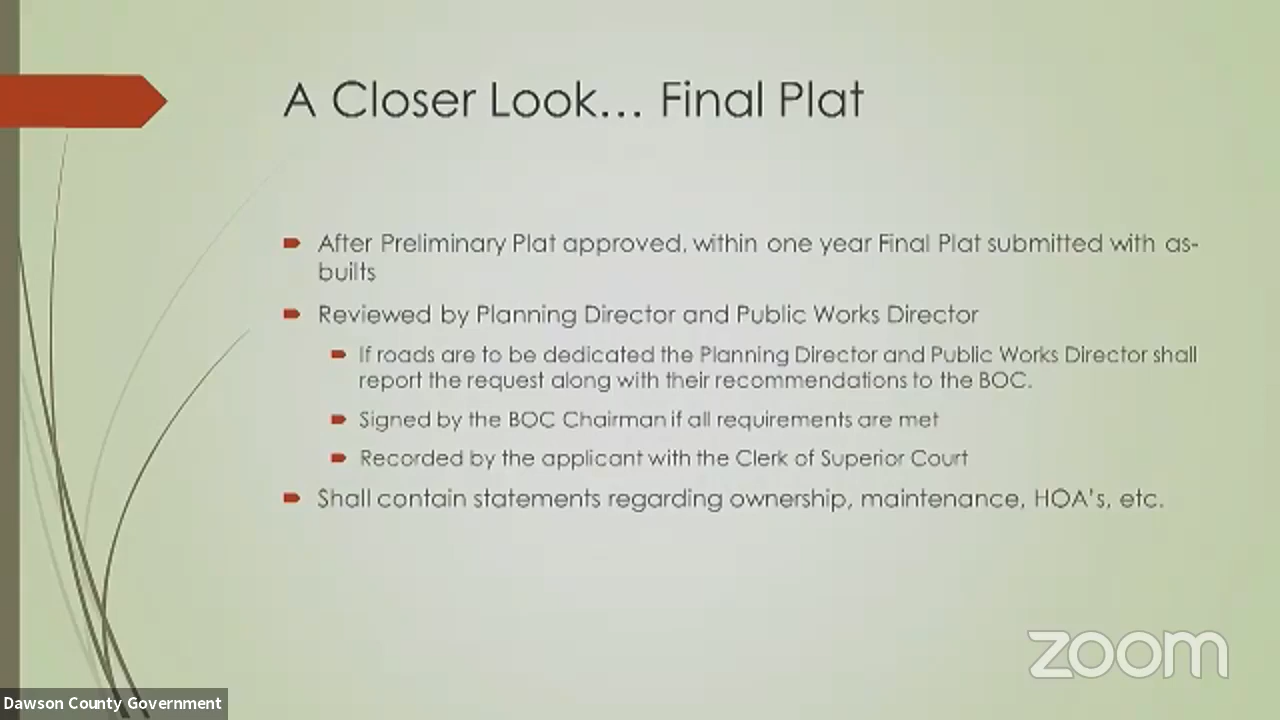 A Closer Look... Final Plat
After Preliminary Plat approved, within one year Final Plat submitted with as-
builts
Reviewed by Planning Director and Public Works Director
If roads are to be dedicated the Planning Director and Public Works Director shall
report the request along with their recommendations to the BOC.
Signed by the BOC Chairman if all requirements are met
Recorded by the applicant with the Clerk of Superior Court
Shall contain statements regarding ownership, maintenance, HOA's, etc.
zoom
Dawson County Government